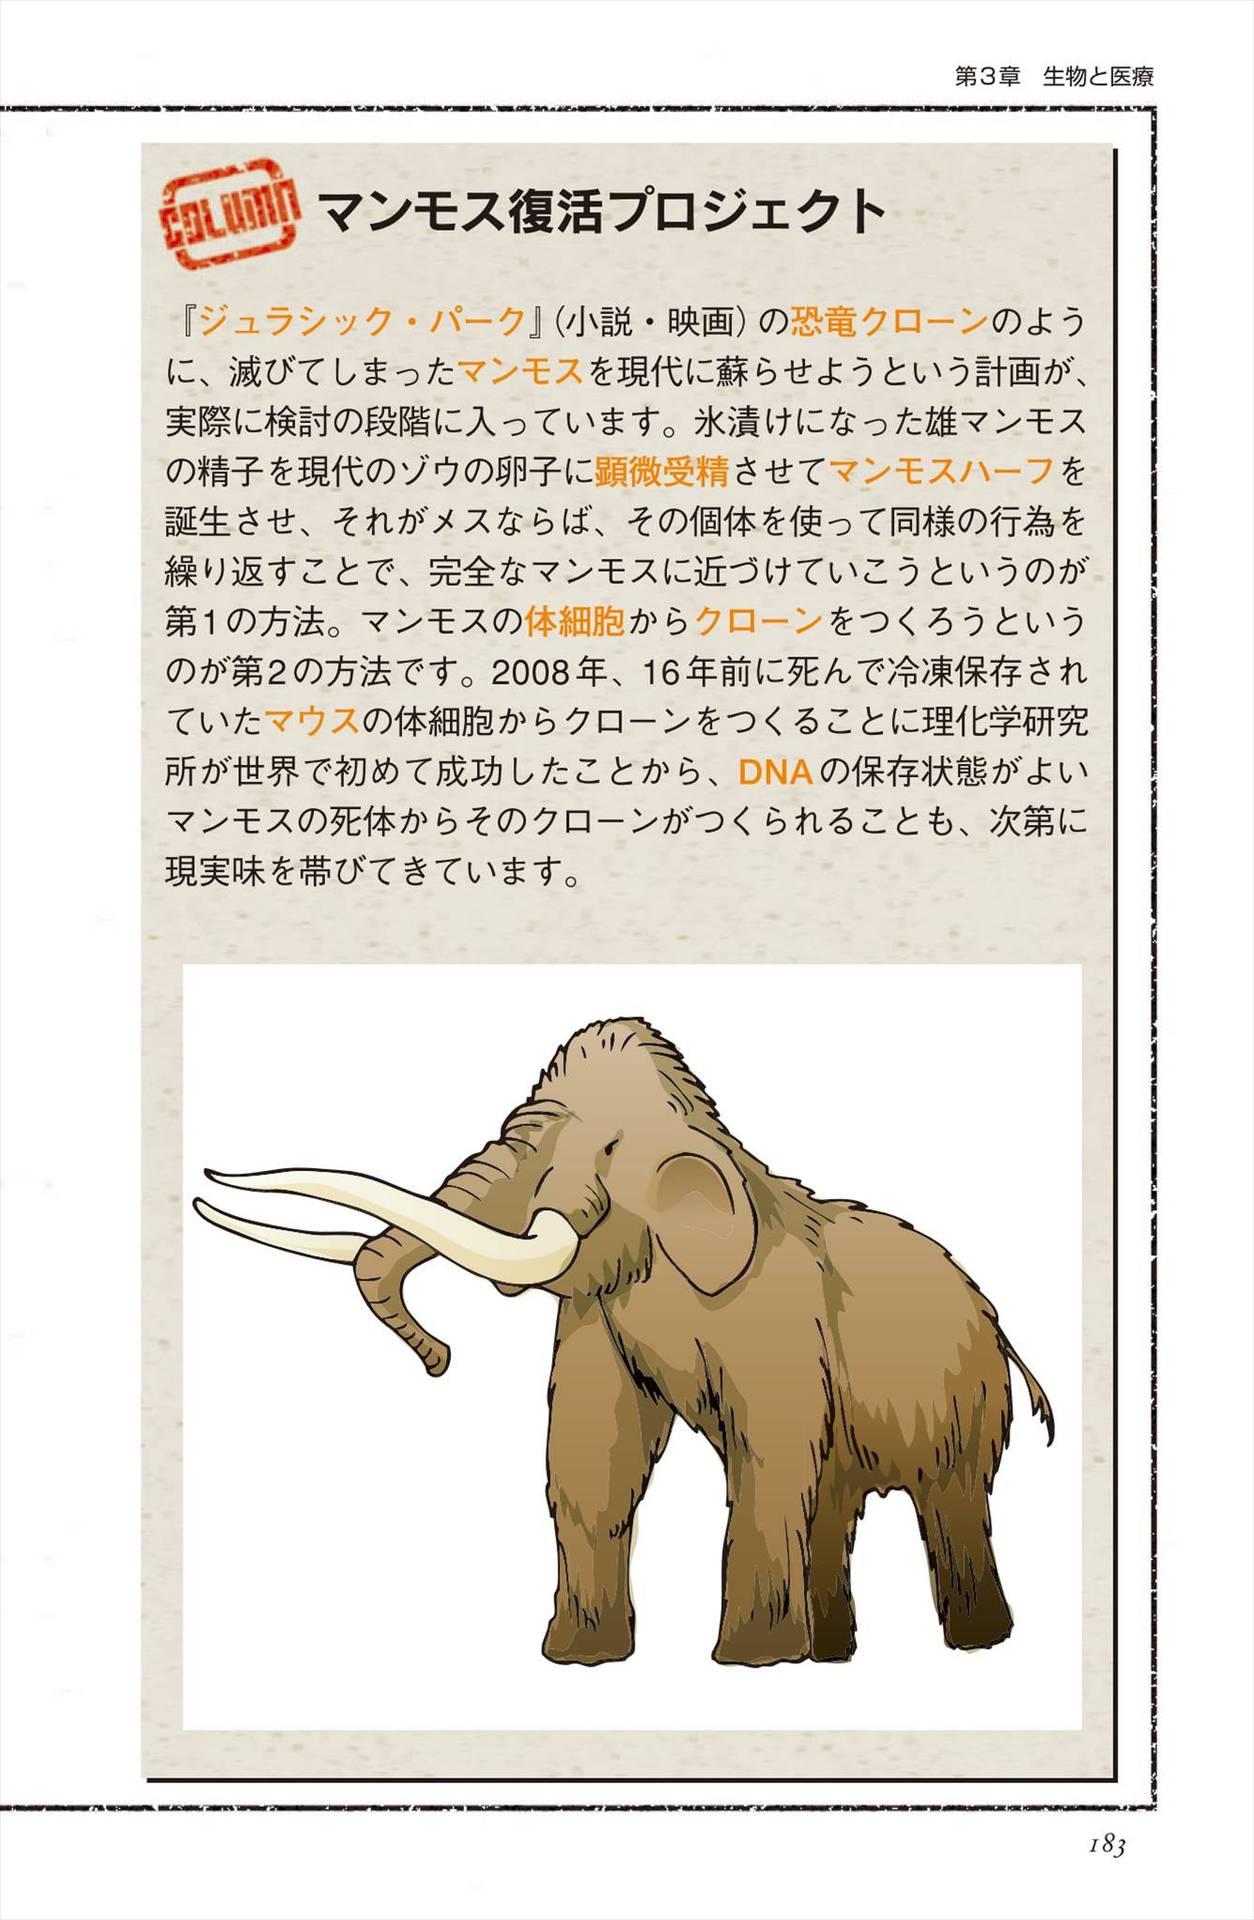 第3章　生物と医療
COLUMN
マンモス復活プロジェクト
『ジュラシック・パーク』（小説・映画）の恐竜クローンのよう
に、滅びてしまったマンモスを現代に蘇らせようという計画が、
実際に検討の段階に入っています。氷漬けになった雄マンモス
の精子を現代のゾウの卵子に顕微受精させてマンモスハーフを
誕生させ、それがメスならば、その個体を使って同様の行為を
繰り返すことで、完全なマンモスに近づけていこうというのが
第1の方法。マンモスの体細胞からクローンをつくろうという
のが第2の方法です。2008年、16年前に死んで冷凍保存され
ていたマウスの体細胞からクローンをつくることに理化学研究
所が世界で初めて成功したことから、DNAの保存状態がよい
マンモスの死体からそのクローンがつくられることも、次第に
現実味を帯びてきています。
183